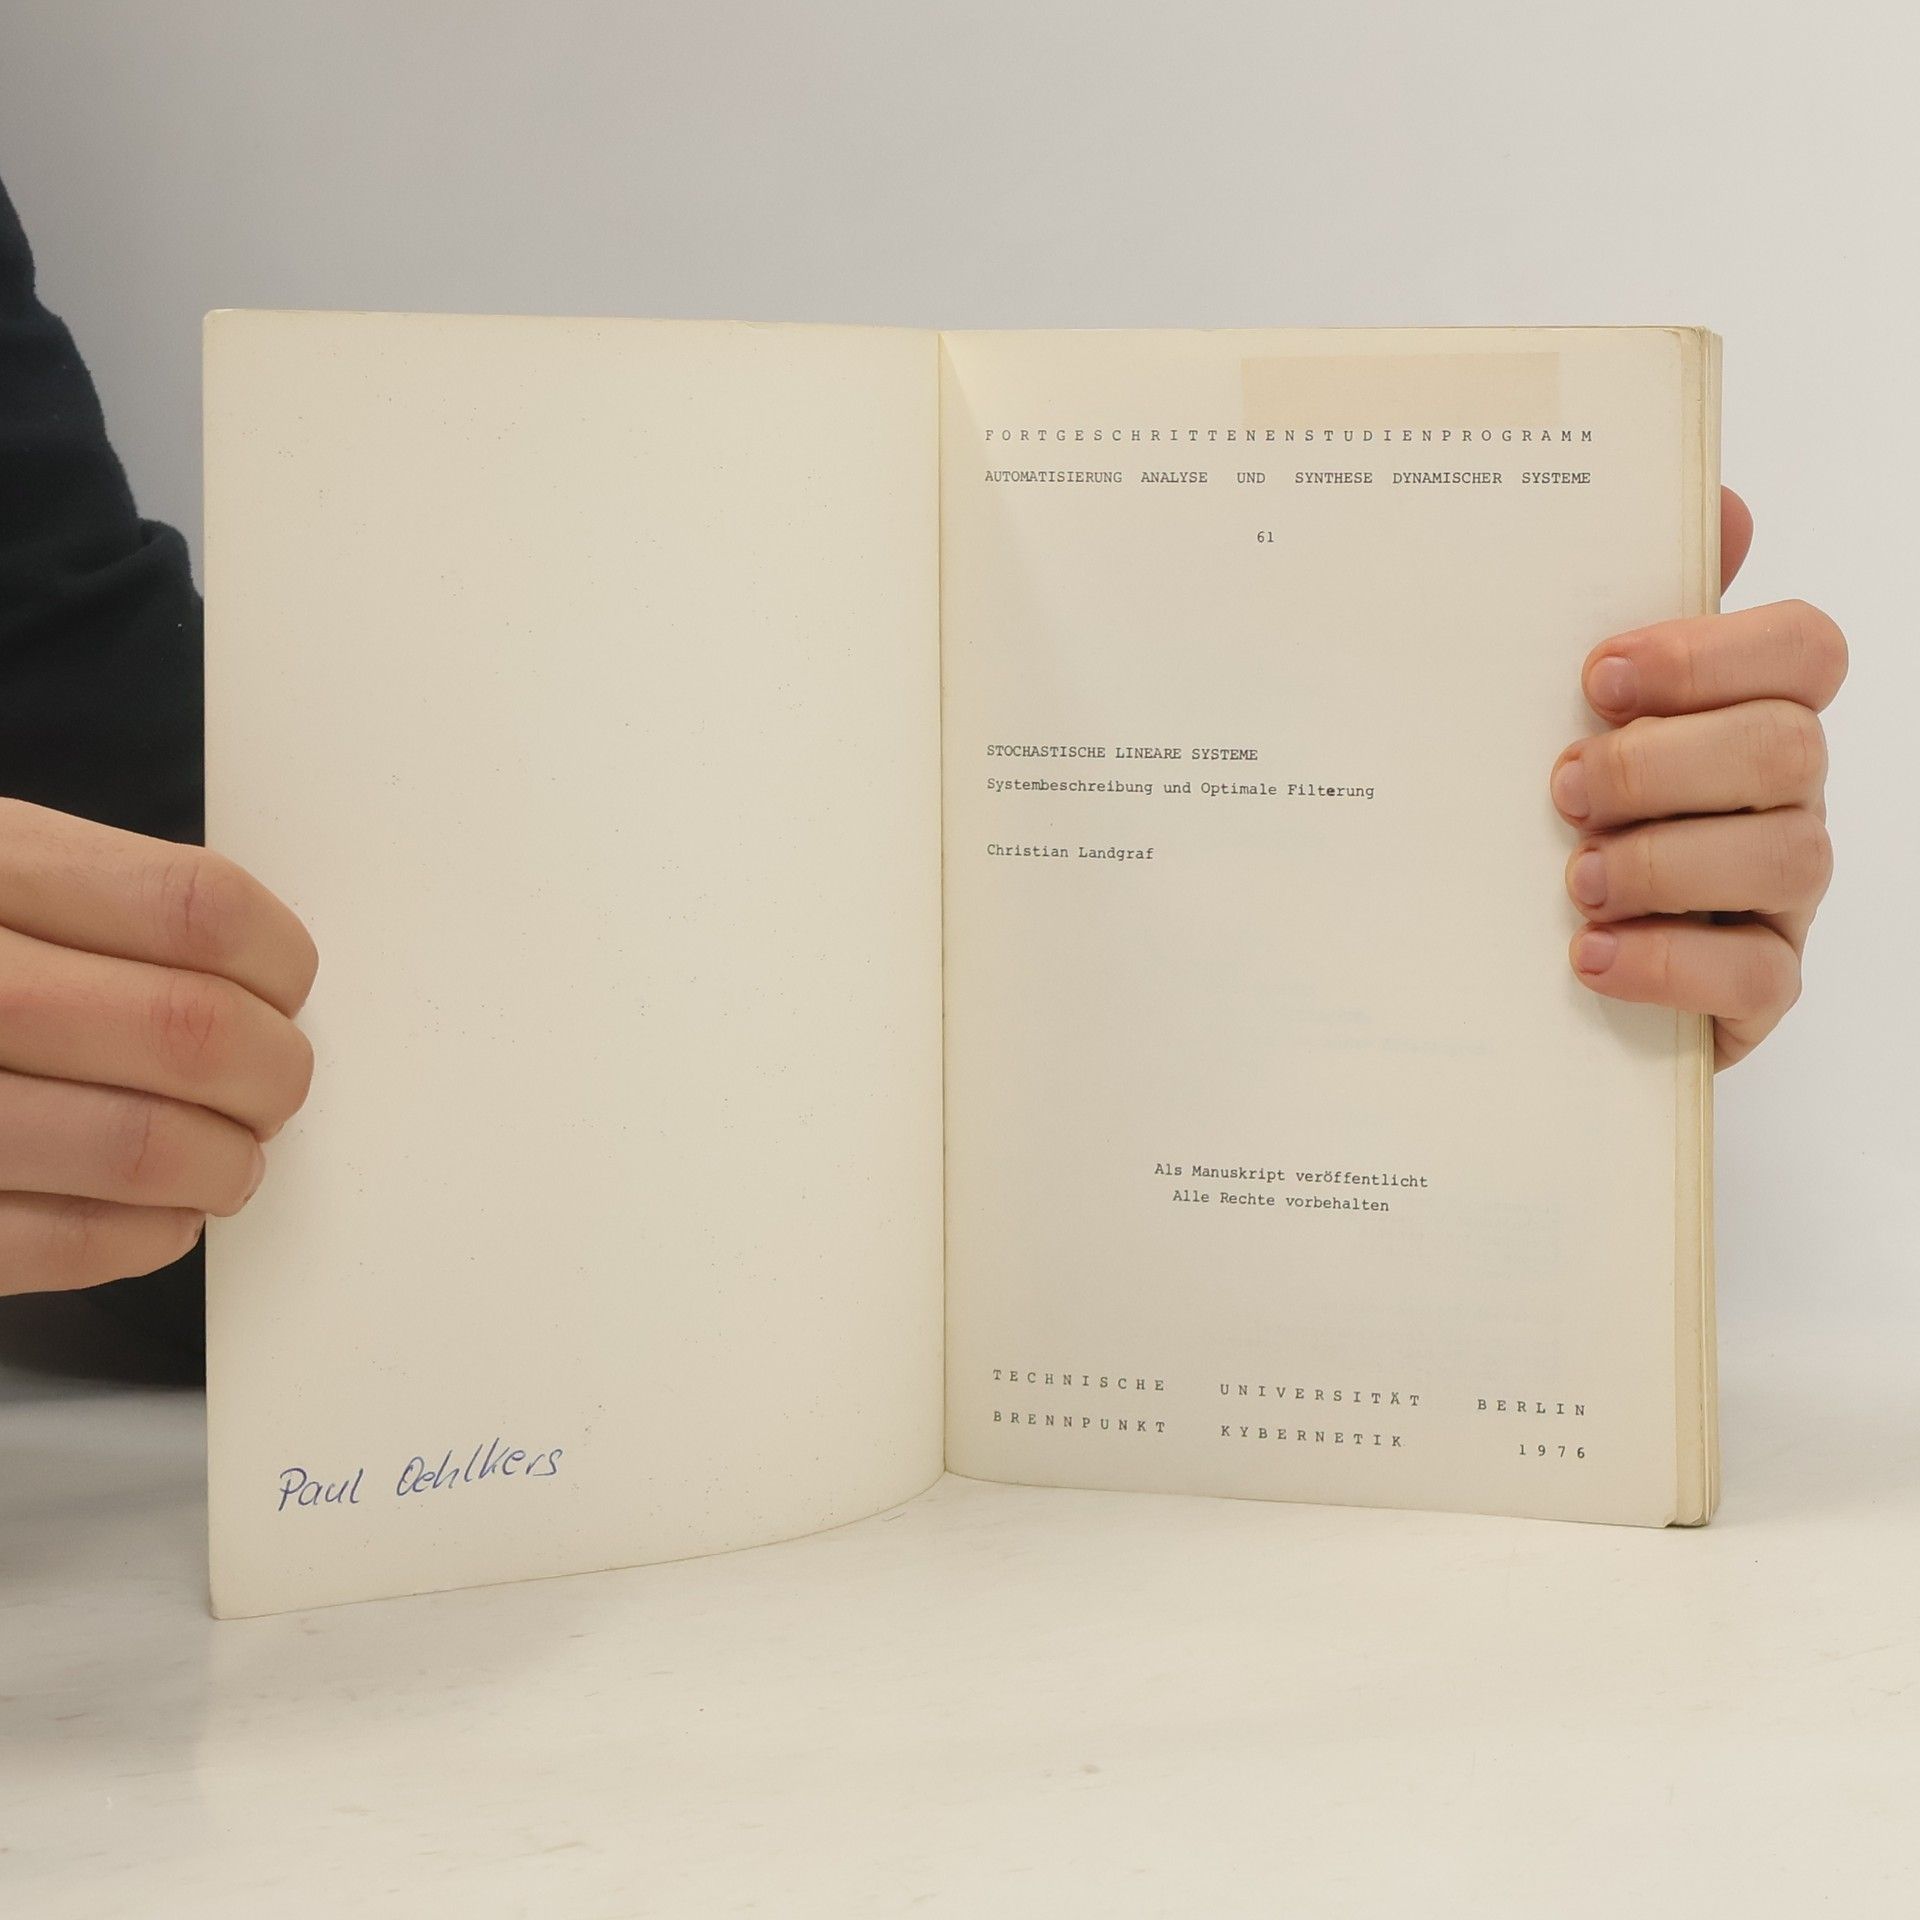 Paul Oehlkers
FORTGESCHRITTENENSTUDIENPROGRAMM
AUTOMATISIERUNG ANALYSE UND SYNTHESE DYNAMISCHER SYSTEME
61
STOCHASTISCHE LINEARE SYSTEME
Systembeschreibung und Optimale Filterung
Christian Landgraf
Als Manuskript veröffentlicht
Alle Rechte vorbehalten
TECHNISCHE UNIVERSITÄT BERLIN
BRENNPUNKT KYBERNETIK 1976